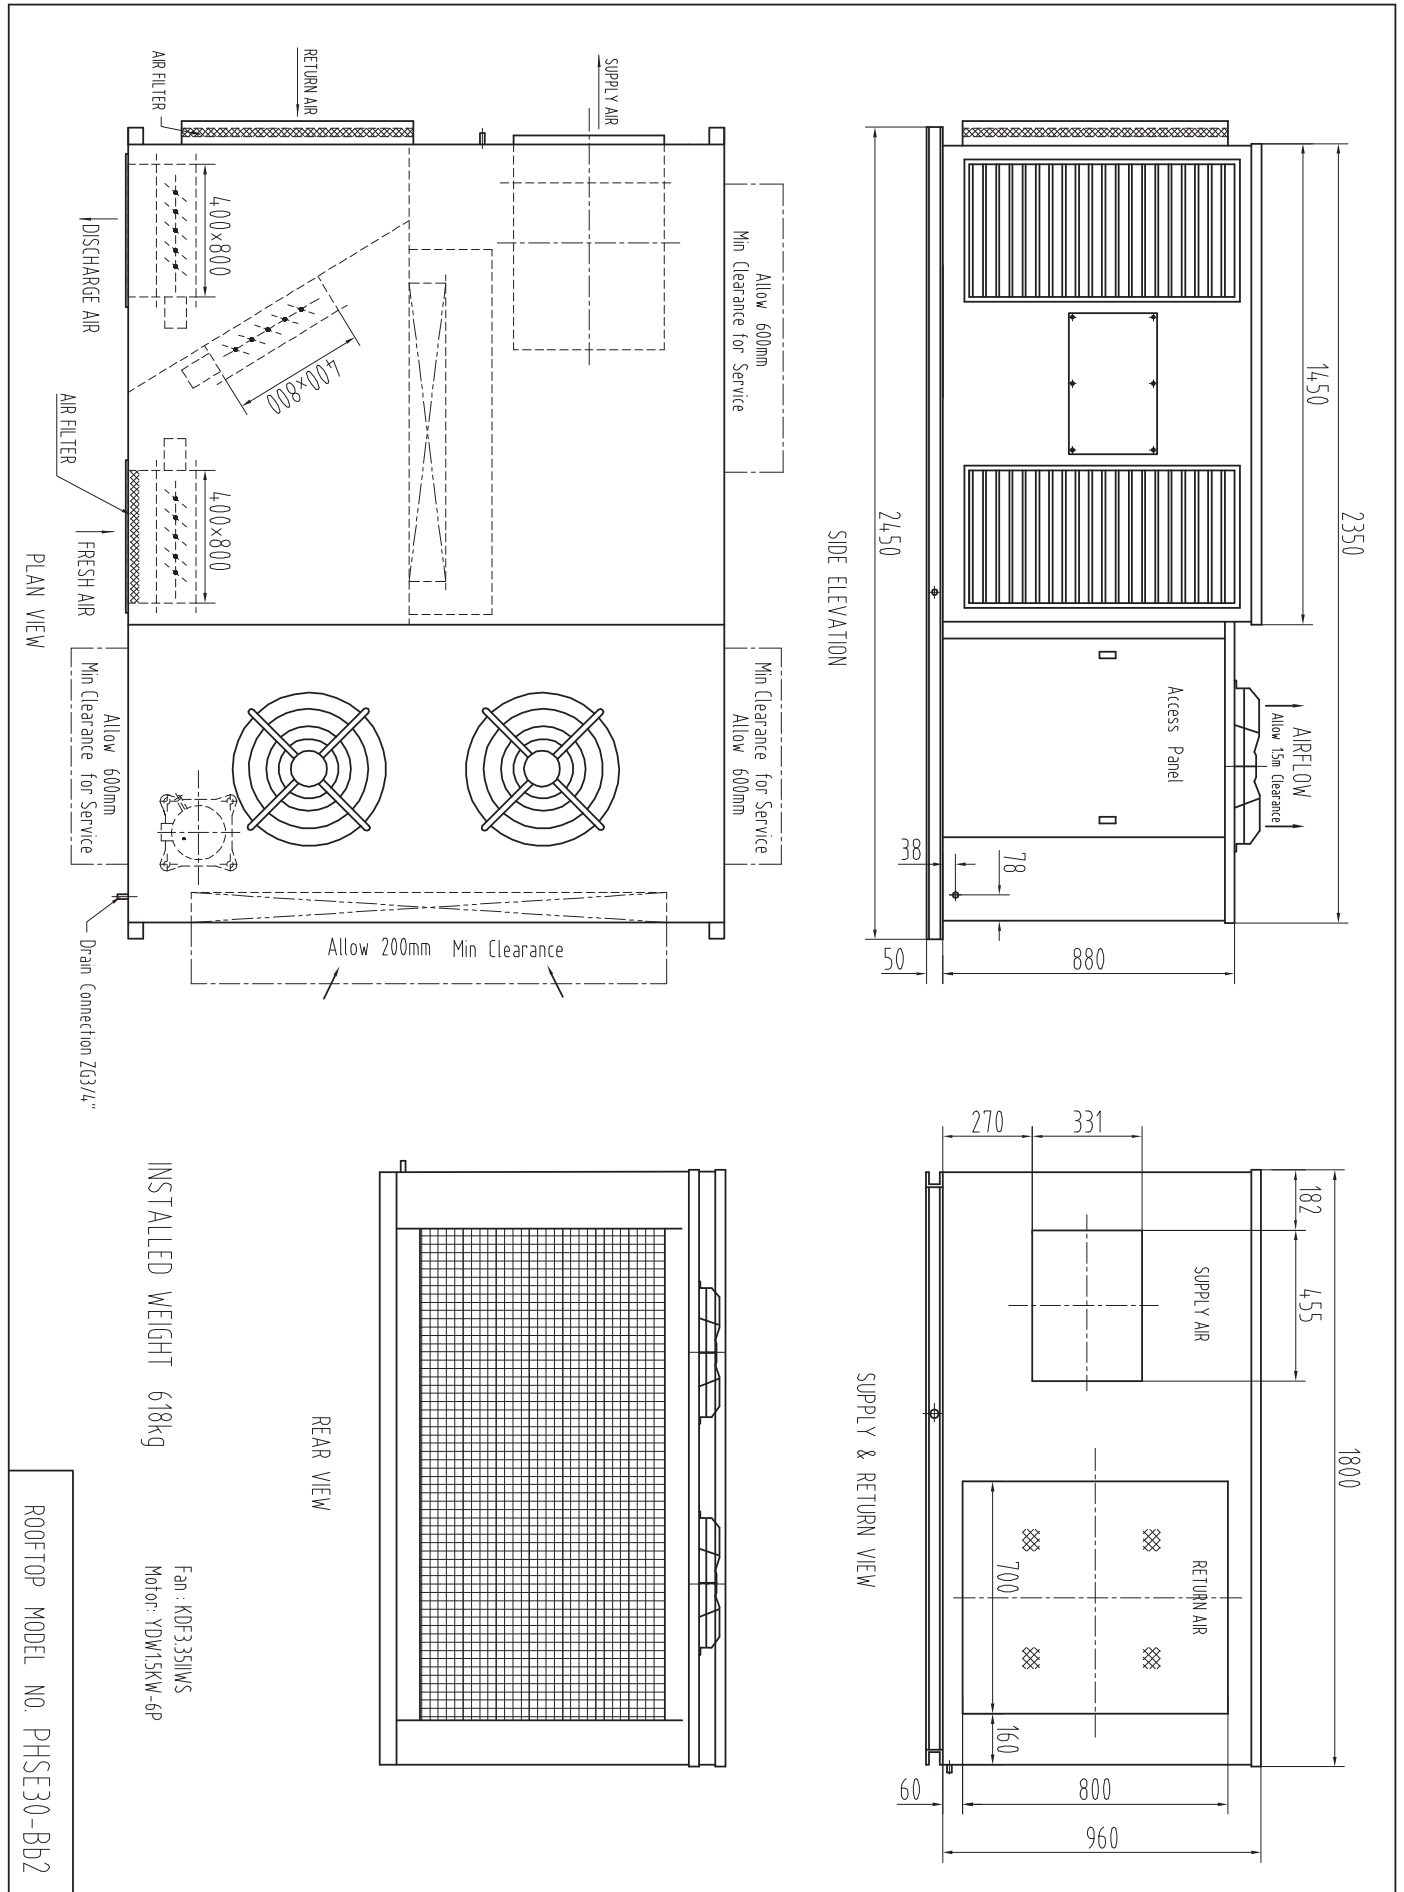 SIDE ELEVATION
2350
1450
2450
AIRFLOW
Allow 1.5m Clearance
Access Panel
78
38
50
880
SUPPLY & RETURN VIEW
1800
182
455
270
331
SUPPLY AIR
RETURN AIR
700
160
800
960
60
PLAN VIEW
SUPPLY AIR
RETURN AIR
AIR FILTER
DISCHARGE AIR
400x800
400x800
400x800
AIR FILTER
FRESH AIR
Allow 600mm
Min Clearance for Service
Min Clearance for Service
Allow 600mm
Allow 600mm
Min Clearance for Service
Allow 200mm Min Clearance
Drain Connection ZG3/4"
REAR VIEW
INSTALLED WEIGHT 618kg
Fan: KDF3.35IIWS
Motor: YDW1.5KW-6P
ROOFTOP MODEL NO. PHSE30-Bb2